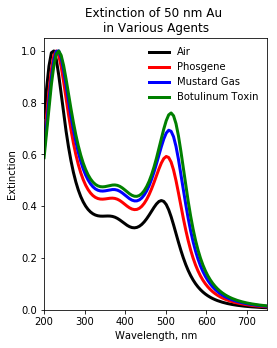 Extinction of 50 nm Au
in Various Agents
Air
Phosgene
Mustard Gas
Botulinum Toxin
Extinction
1.0
0.8
0.6
0.4
0.2
0.0
200 300 400 500 600 700
Wavelength, nm